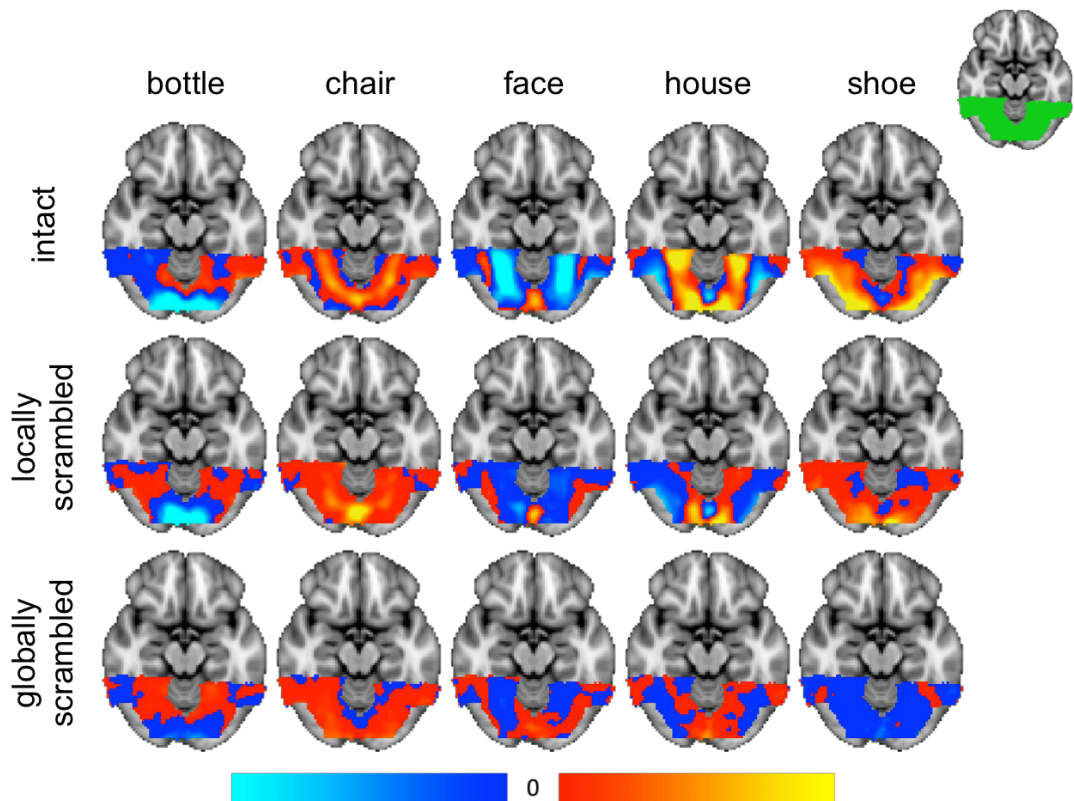 bottle chair face house shoe
intact
locally
scrambled
globally
scrambled
0